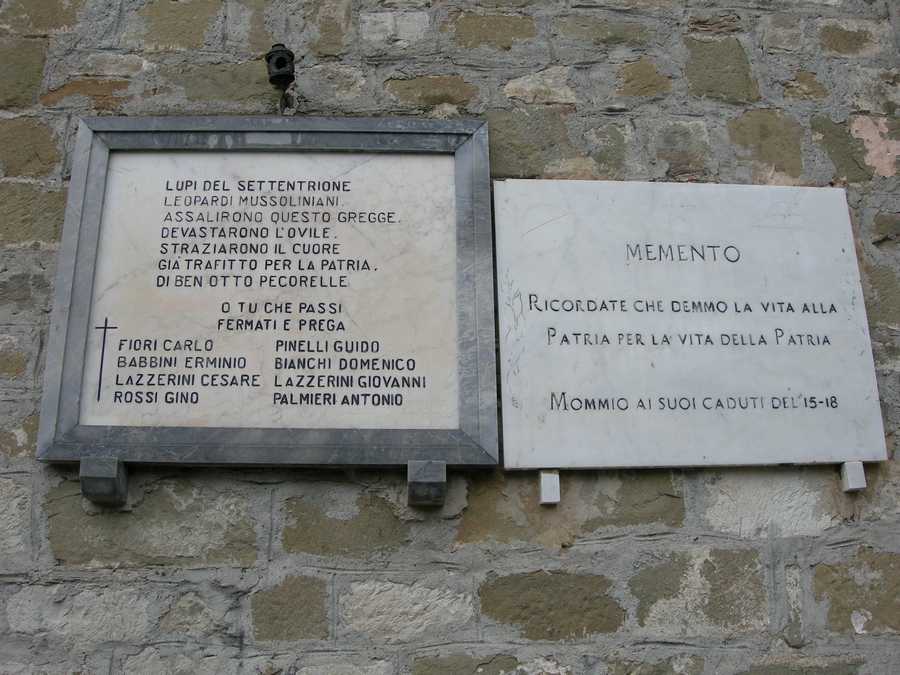 LUPI DEL SETTENTRIONE
LEOPARDI MUSSOLINIANI.
ASSALIRONO QUESTO GREGGE.
DEVASTARONO L'OVILE.
STRAZIARONO IL CUORE
GIÀ TRAFITTO PER LA PATRIA.
DI BEN OTTO PECORELLE
O TU CHE PASSI
FERMATI E PREGA
FIORI CARLO
BABBINI ERMINIO
LAZZERINI CESARE
ROSSI GINO
PINELLI GUIDO
BIANCHI DOMENICO
LAZZERINI GIOVANNI
PALMIERI ANTONIO
MEMENTO
RICORDATE CHE DEMMO LA VITA ALLA
PATRIA PER LA VITA DELLA PATRIA
MOMMIO AI SUOI CADUTI DEL '15-18